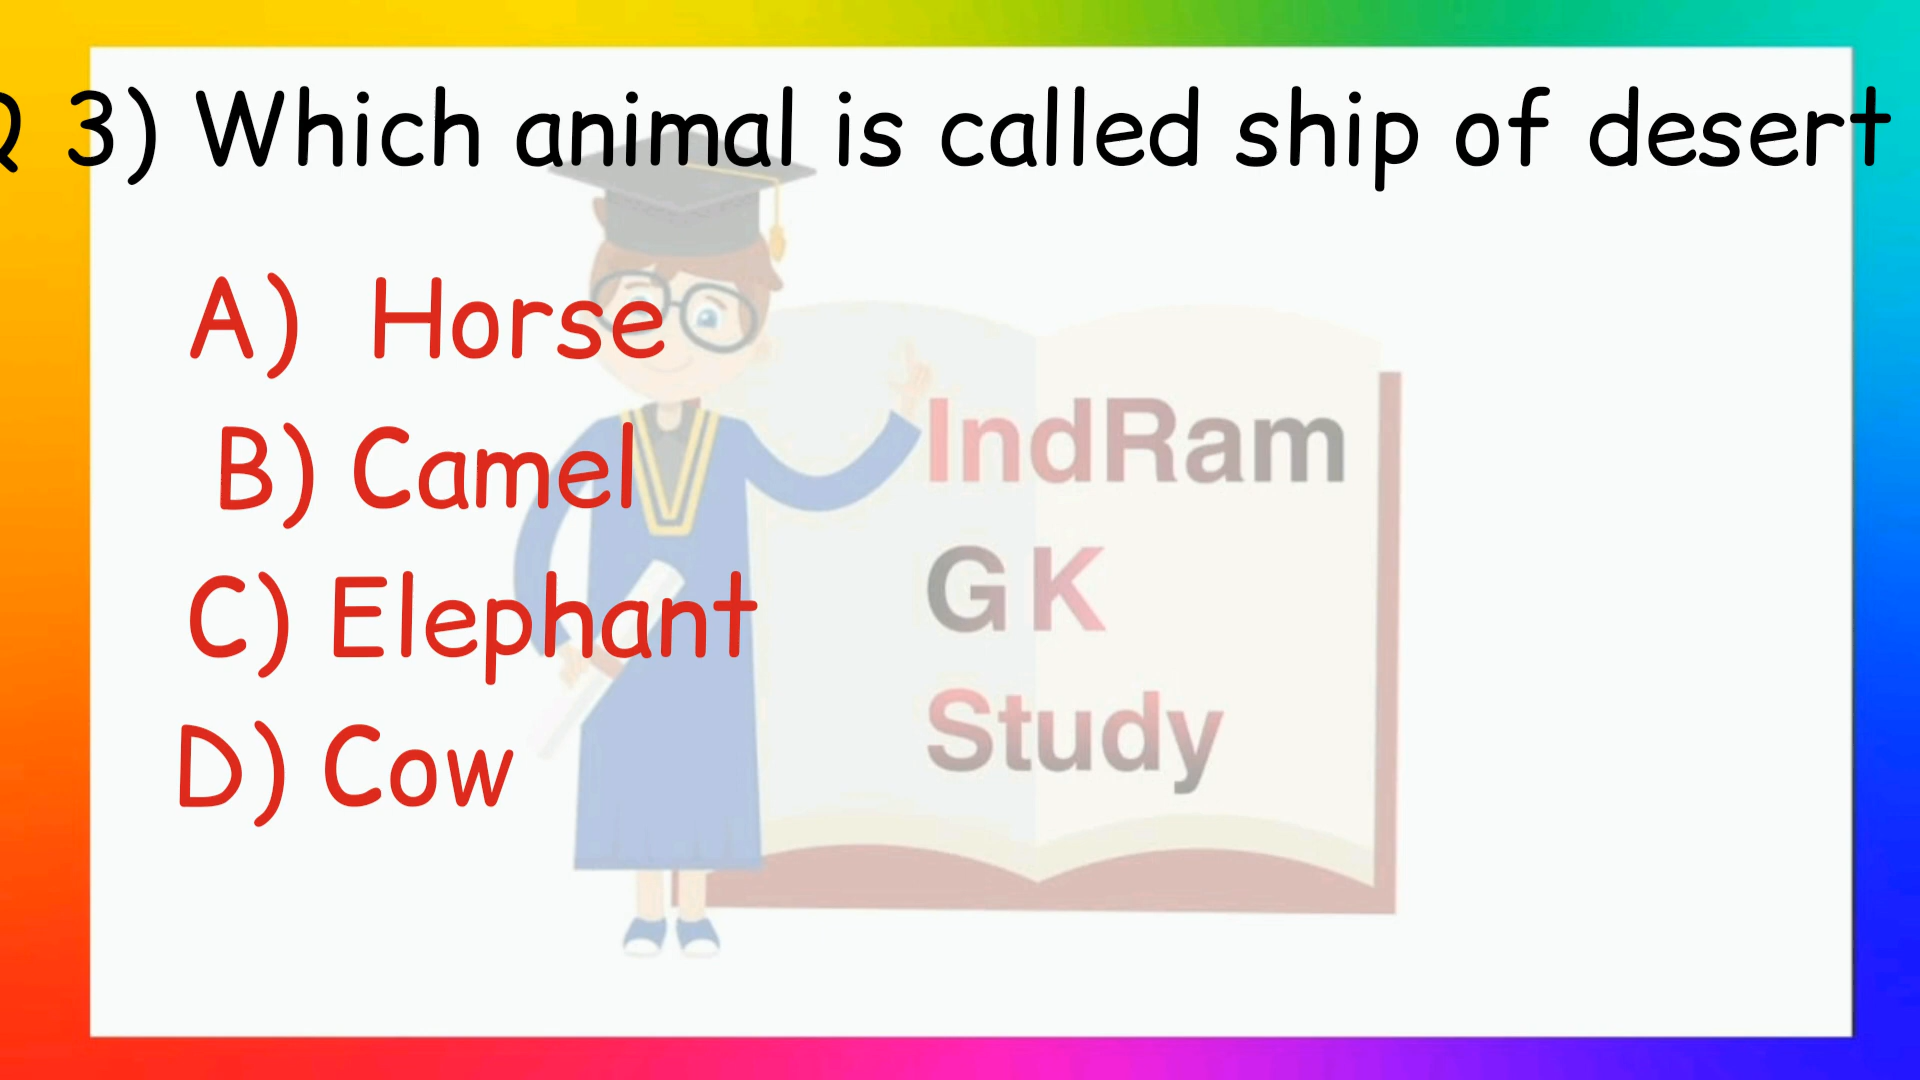 Q 3) Which animal is called ship of desert
A) Horse
B) Camel
C) Elephant
D) Cow
IndRam
GK
Study